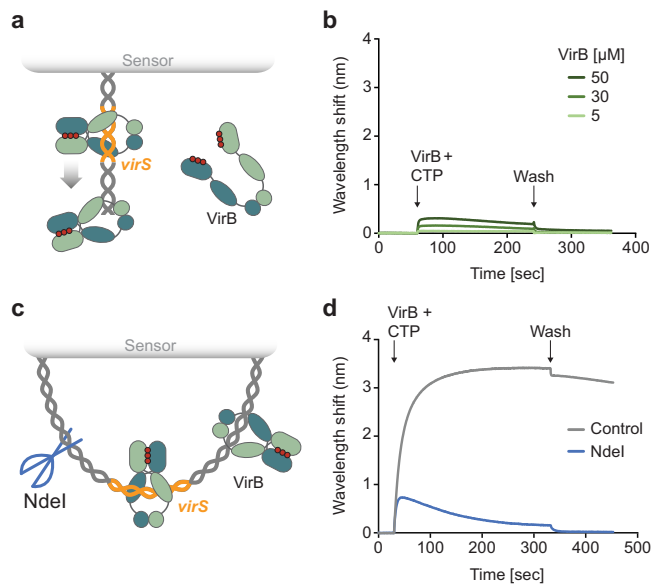 a
Sensor
virS
VirB
b
Wavelength shift (nm)
4
3
2
1
0
VirB [µM]
50
30
5
VirB +
CTP
Wash
0 100 200 300 400
Time [sec]
c
Sensor
NdeI
virS
VirB
d
Wavelength shift (nm)
4
3
2
1
0
VirB +
CTP
Wash
Control
NdeI
0 100 200 300 400 500
Time [sec]